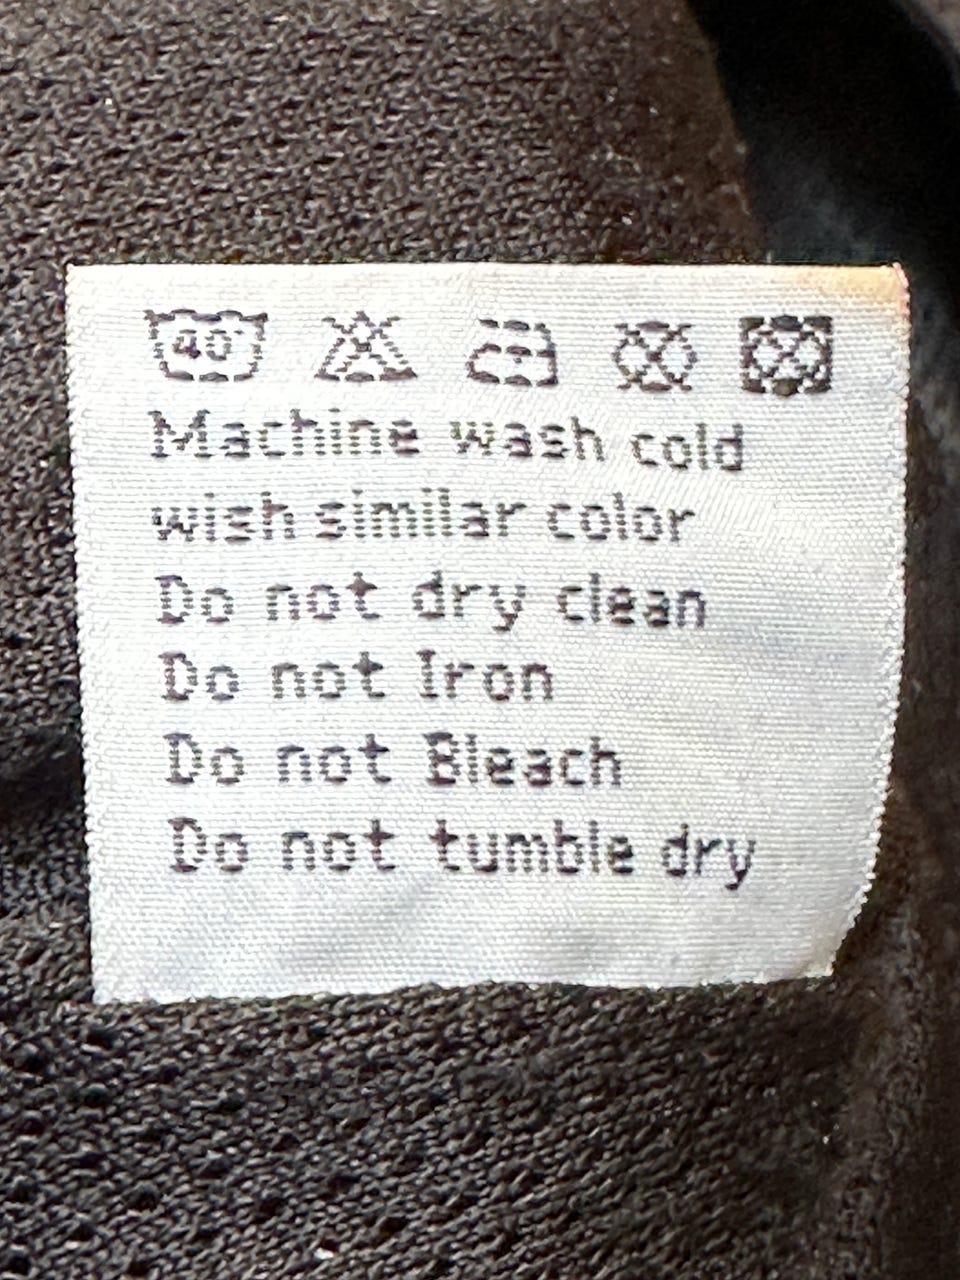 40°
Machine wash cold
wish similar color
Do not dry clean
Do not Iron
Do not Bleach
Do not tumble dry